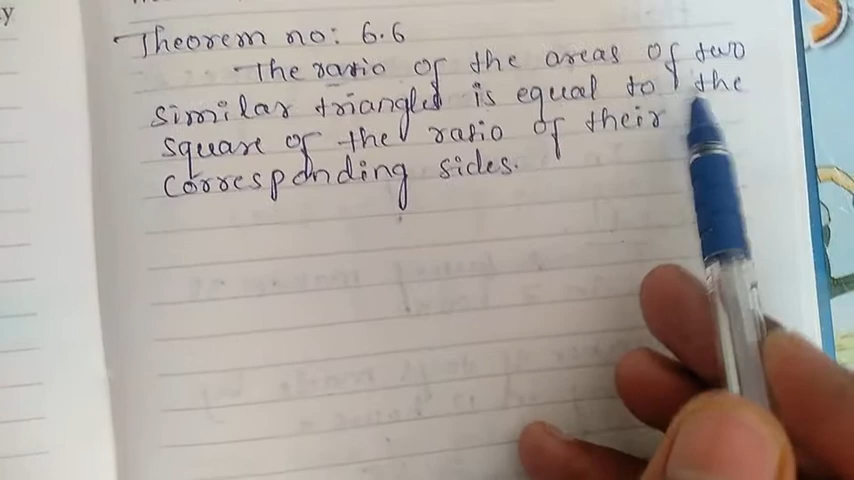 Theorem no: 6.6
The ratio of the areas of two
similar triangles is equal to the
square of the ratio of their
corresponding sides.